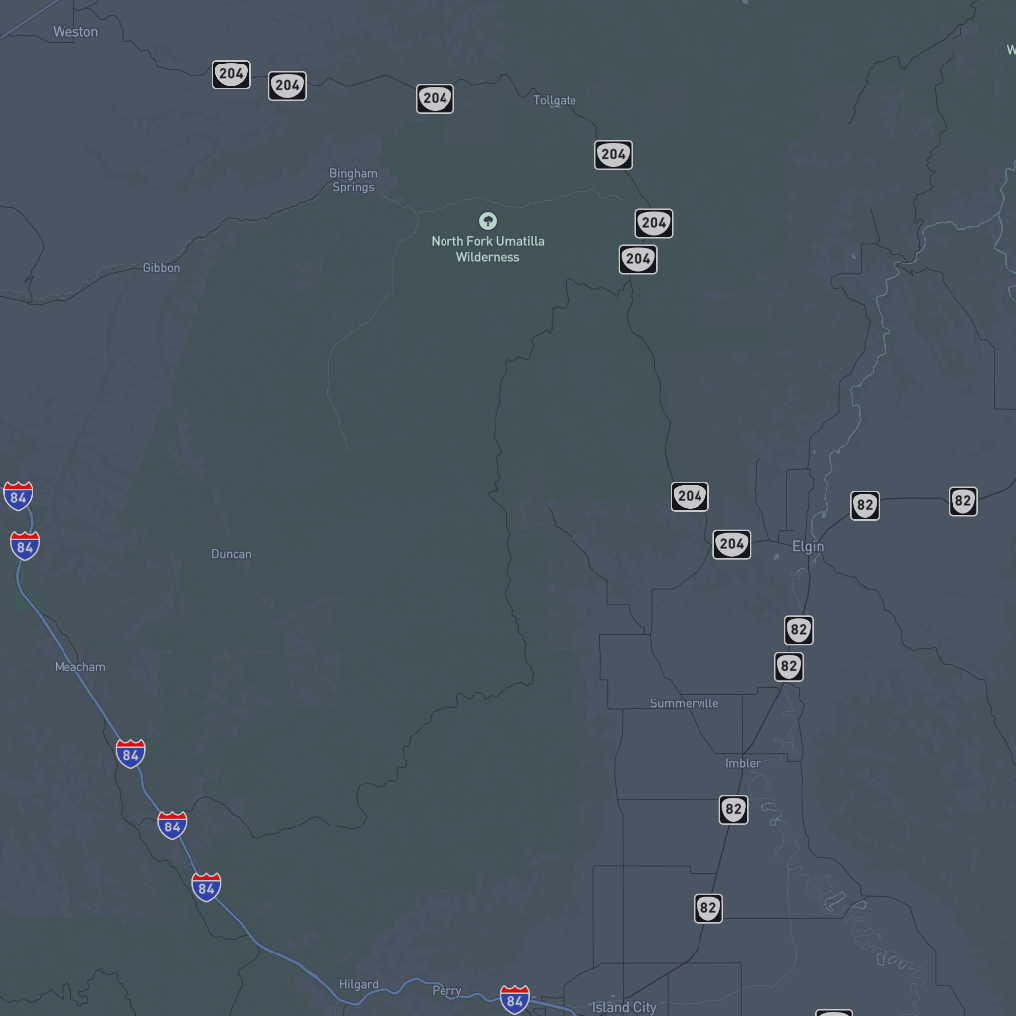 Weston
204
204
204
Tollgate
204
Bingham
Springs
204
North Fork Umatilla
Wilderness
204
Gibbon
84
204
82
82
84
204
Elgin
Duncan
82
Meacham
82
Summerville
84
Imbler
82
84
84
82
Hilgard
Perry
84
Island City